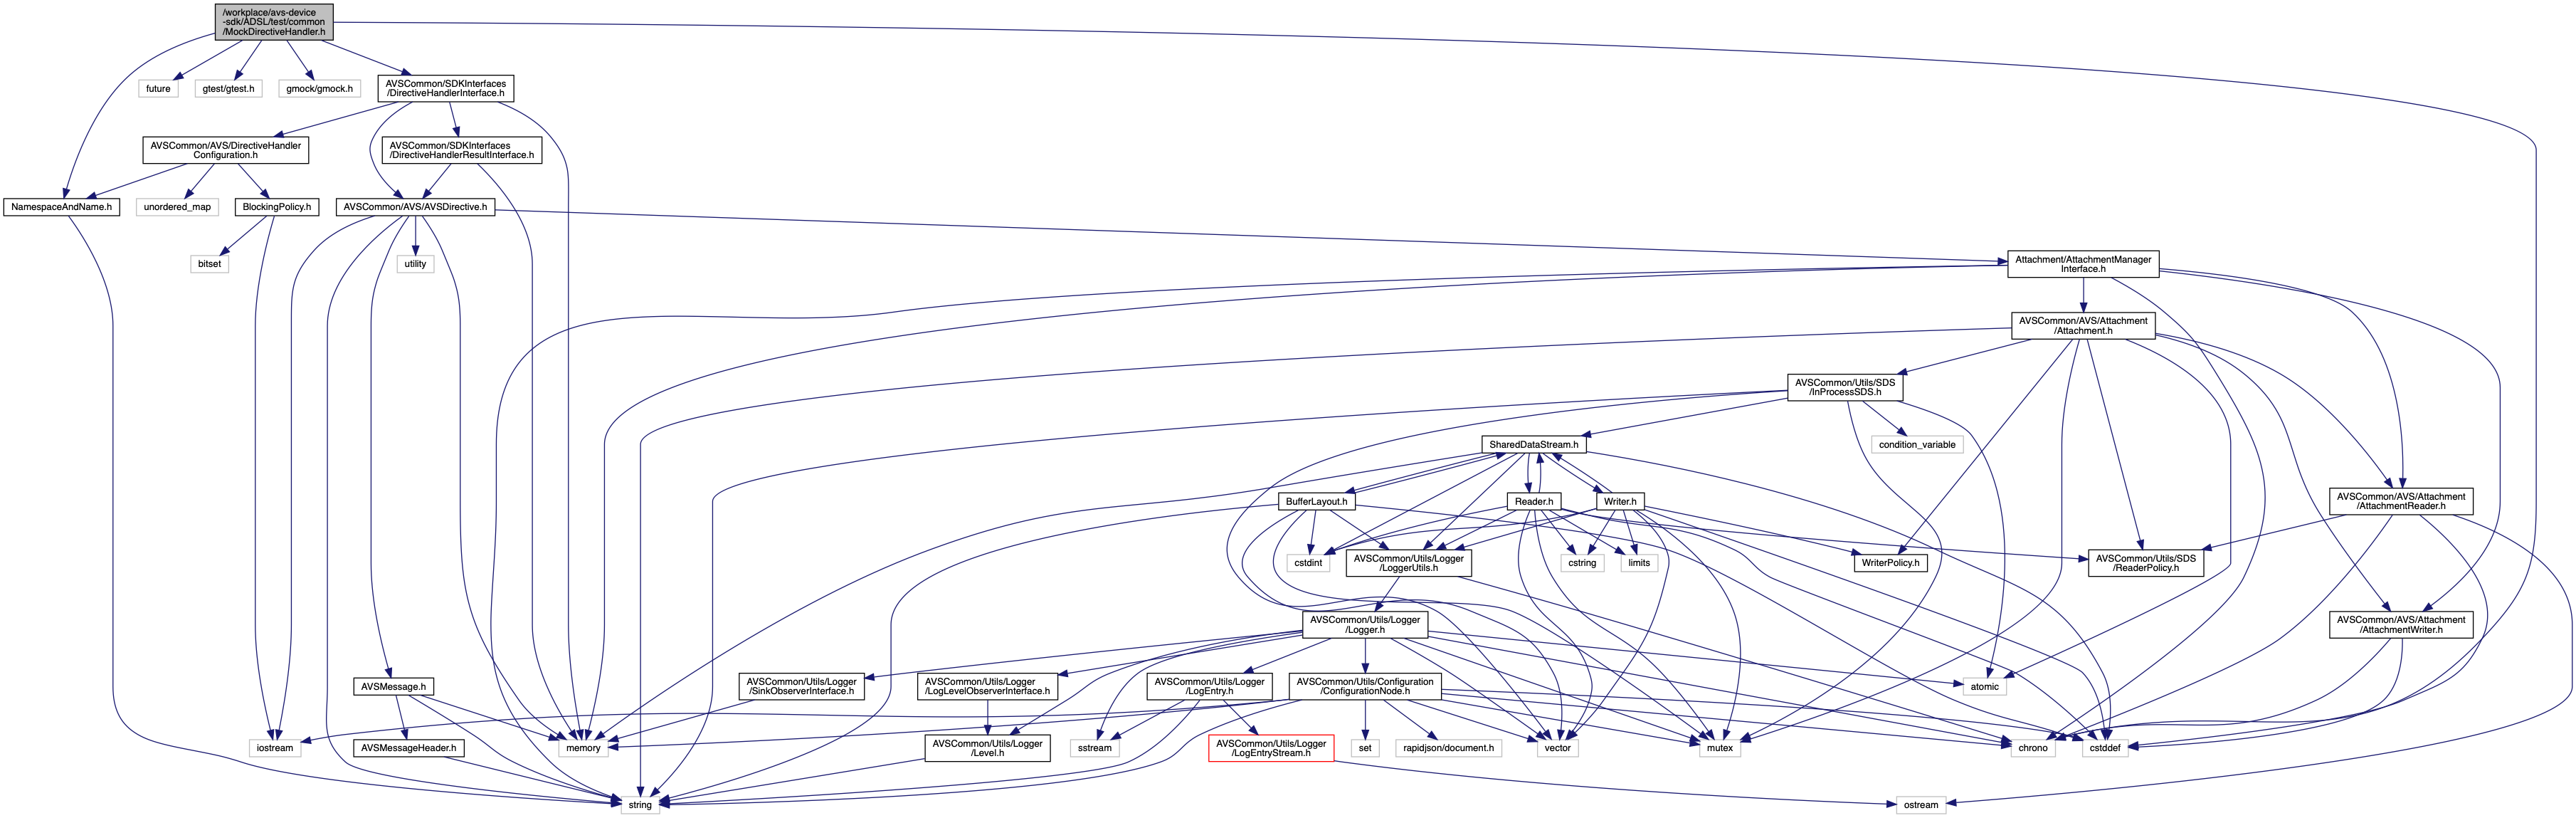 /workplace/avs-device
-sdk/ADSL/test/common
/MockDirectiveHandler.h
future
gtest/gtest.h
gmock/gmock.h
AVSCommon/SDKInterfaces
/DirectiveHandlerInterface.h
AVSCommon/AVS/DirectiveHandler
Configuration.h
AVSCommon/SDKInterfaces
/DirectiveHandlerResultInterface.h
NamespaceAndName.h
unordered_map
BlockingPolicy.h
AVSCommon/AVS/AVSDirective.h
bitset
utility
Attachment/AttachmentManager
Interface.h
AVSCommon/AVS/Attachment
/Attachment.h
AVSCommon/Utils/SDS
/InProcessSDS.h
SharedDataStream.h
condition_variable
BufferLayout.h
Reader.h
Writer.h
AVSCommon/AVS/Attachment
/AttachmentReader.h
cstdint
AVSCommon/Utils/Logger
/LoggerUtils.h
cstring
limits
WriterPolicy.h
AVSCommon/Utils/SDS
/ReaderPolicy.h
AVSCommon/Utils/Logger
/Logger.h
AVSCommon/AVS/Attachment
/AttachmentWriter.h
AVSMessage.h
AVSCommon/Utils/Logger
/SinkObserverInterface.h
AVSCommon/Utils/Logger
/LogLevelObserverInterface.h
AVSCommon/Utils/Logger
/LogEntry.h
AVSCommon/Utils/Configuration
/ConfigurationNode.h
atomic
iostream
AVSMessageHeader.h
memory
AVSCommon/Utils/Logger
/Level.h
sstream
AVSCommon/Utils/Logger
/LogEntryStream.h
set
rapidjson/document.h
vector
mutex
chrono
cstddef
string
ostream